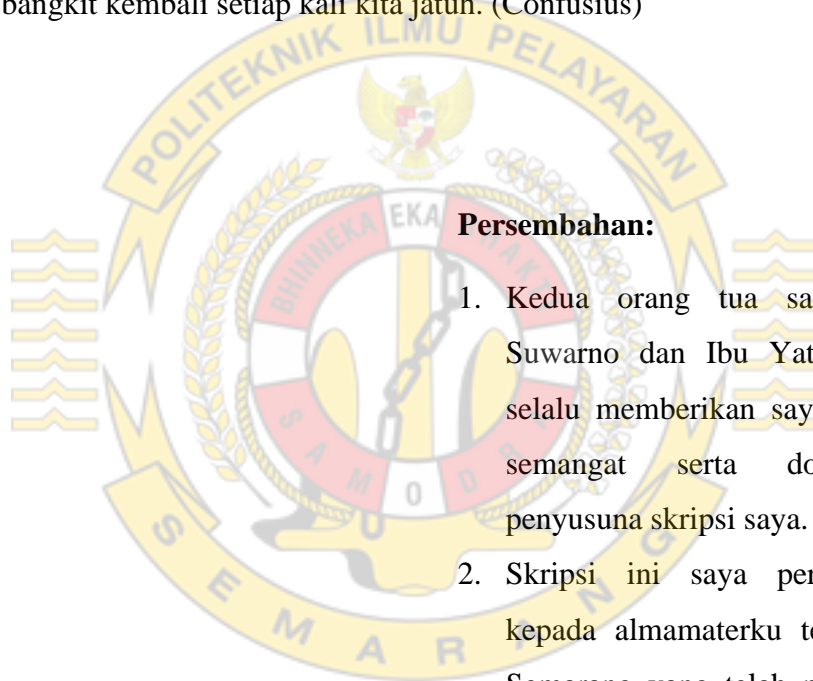 bangkit kembali setiap kali kita jatuh. (Confusius)
POLITEKNIK ILMU PELAYARAN
BHINNEKA EKA BHAKTI
Persembahan:
1. Kedua orang tua sa
Suwarno dan Ibu Yat
selalu memberikan say
semangat serta do
penyusuna skripsi saya.
2. Skripsi ini saya per
kepada almamaterku te
SAMODRA
SEMARANG